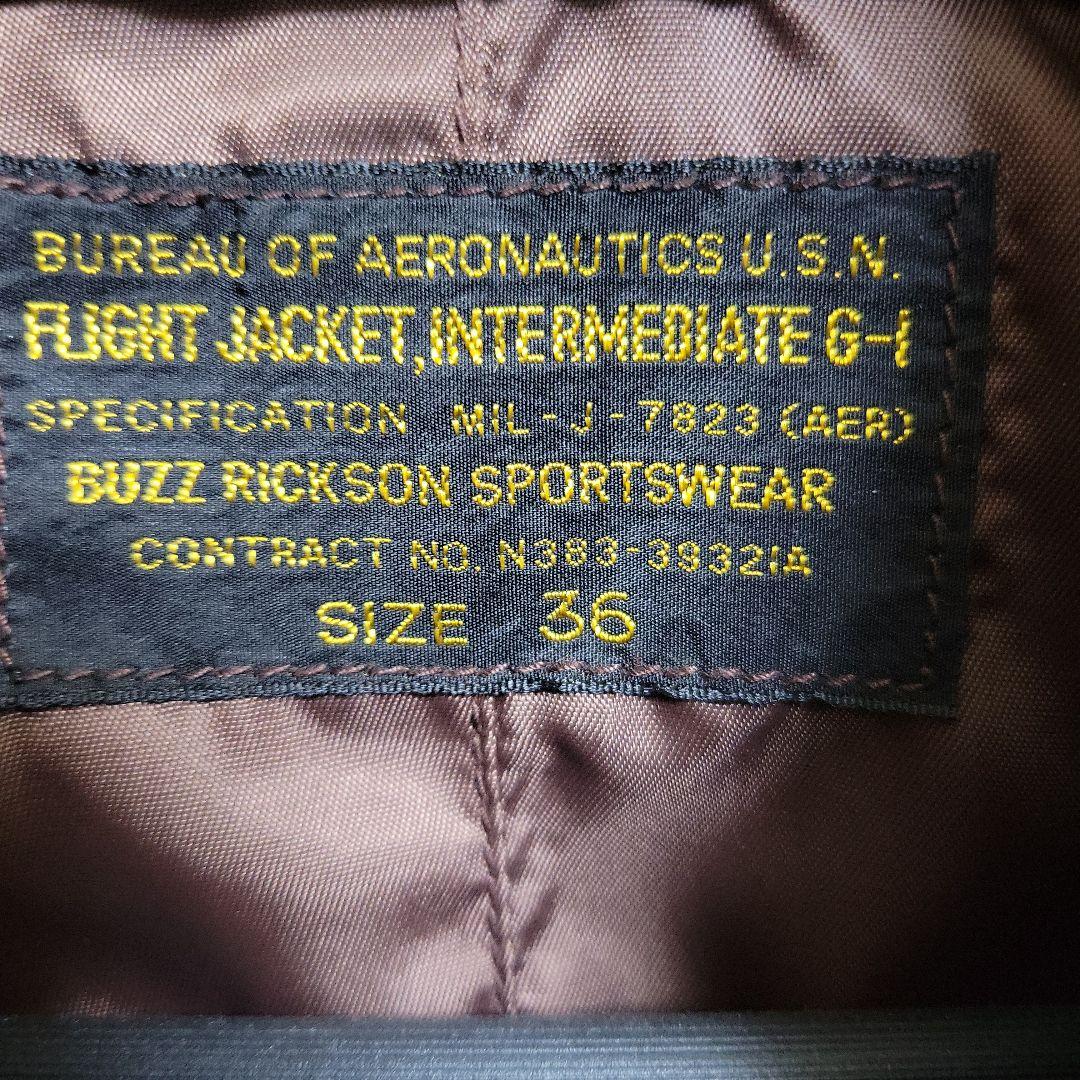 BUREAU OF AERONAUTICS U.S.N.
FLIGHT JACKET, INTERMEDIATE G-1
SPECIFICATION MIL-J-7823 (AER)
BUZZ RICKSON SPORTSWEAR
CONTRACT NO. N383-39321A
SIZE 36